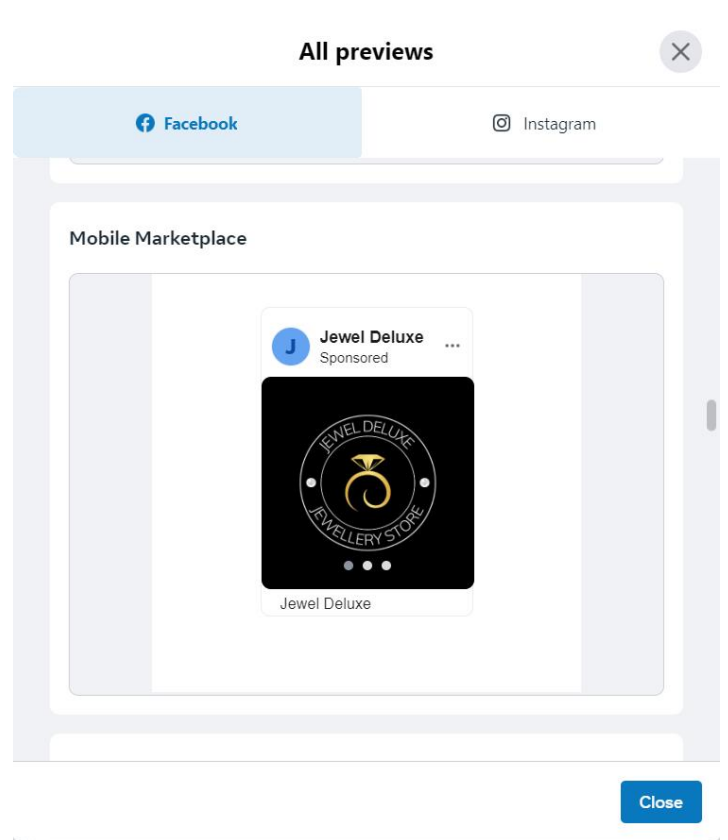 All previews
Facebook
Instagram
Mobile Marketplace
J
Jewel Deluxe
Sponsored
JEWEL DELUXE
JEWELLERY STORE
Jewel Deluxe
Close